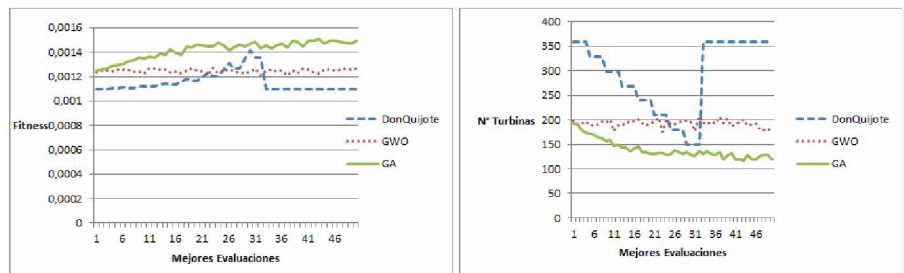 0,0016
0,0014
0,0012
0,001
Fitness0,0008
0,0006
0,0004
0,0002
0
1 6 11 16 21 26 31 36 41 46
Mejores Evaluaciones
DonQuijote
GWO
GA
400
350
300
250
N° Turbinas 200
150
100
50
0
1 6 11 16 21 26 31 36 41 46
Mejores Evaluaciones
DonQuijote
GWO
GA